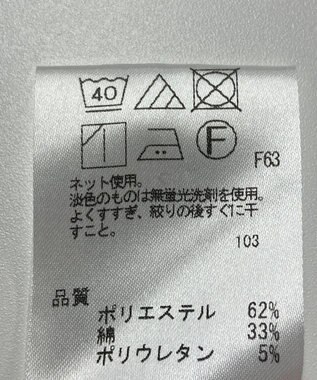 40
F
F63
ネット使用。
淡色のものは無蛍光洗剤を使用。
よくすすぎ、絞りの後すぐに干
すこと。
103
品質
ポリエステル 62%
綿 33%
ポリウレタン 5%